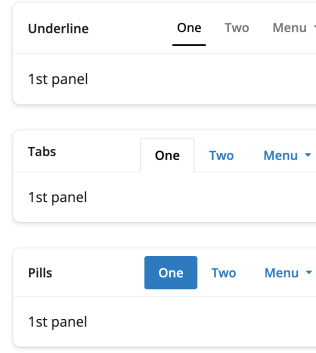 Underline One Two Menu
1st panel
Tabs One Two Menu
1st panel
Pills One Two Menu
1st panel